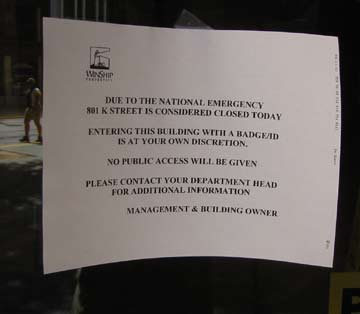 WINSHIP
PROPERTIES
DUE TO THE NATIONAL EMERGENCY
801 K STREET IS CONSIDERED CLOSED TODAY
ENTERING THIS BUILDING WITH A BADGE/ID
IS AT YOUR OWN DISCRETION.
NO PUBLIC ACCESS WILL BE GIVEN
PLEASE CONTACT YOUR DEPARTMENT HEAD
FOR ADDITIONAL INFORMATION
MANAGEMENT & BUILDING OWNER